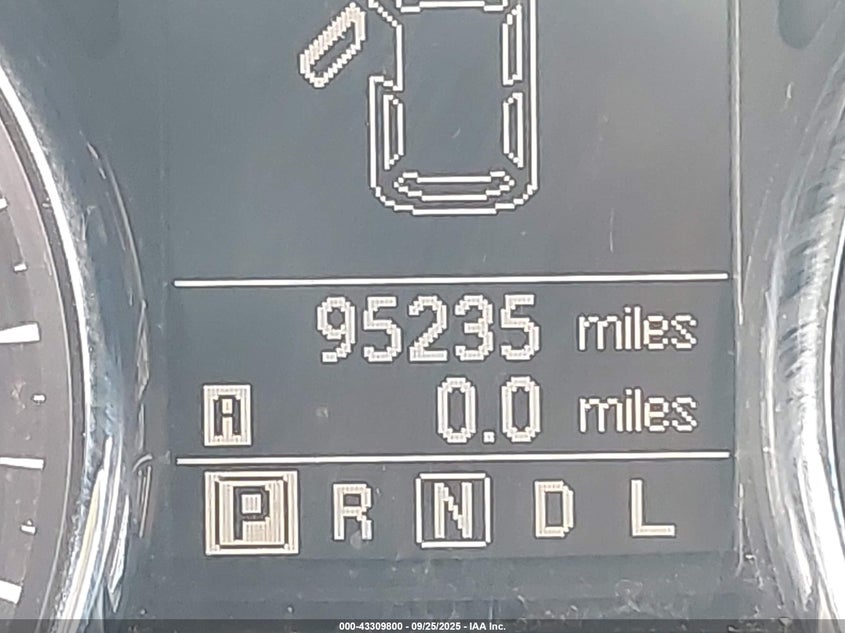 95235 miles
A 0.0 miles
P R N D L
000-43309800 - 09/25/2025 - IAA Inc.